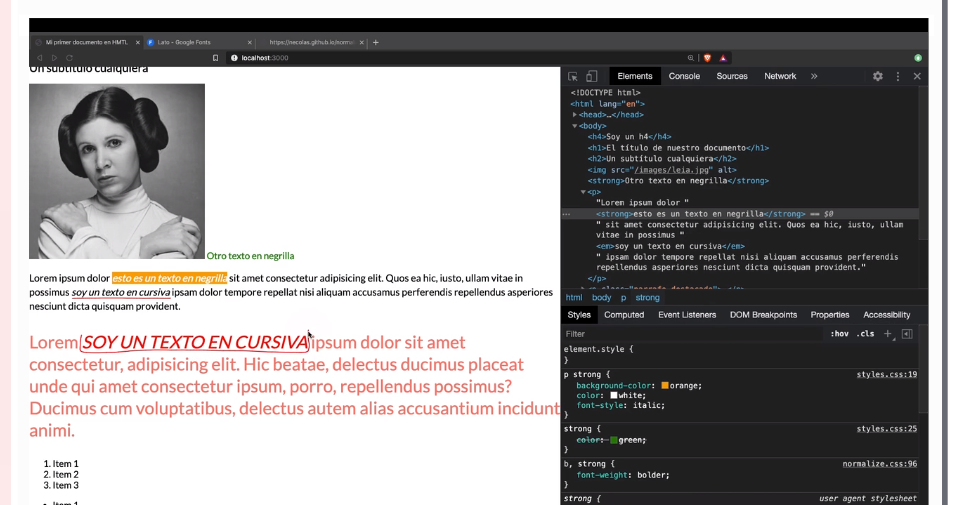 Mi primer documento en HMTL
Lato - Google Fonts
https://necolas.github.io/norma
localhost:3000
Un subtítulo cualquiera
Otro texto en negrilla
Lorem ipsum dolor esto es un texto en negrilla sit amet consectetur adipisicing elit. Quos ea hic, iusto, ullam vitae in
possimus soy un texto en cursiva ipsam dolor tempore repellat nisi aliquam accusamus perferendis repellendus asperiores
nesciunt dicta quisquam provident.
Lorem SOY UN TEXTO EN CURSIVA ipsum dolor sit amet
consectetur, adipisicing elit. Hic beatae, delectus ducimus placeat
unde qui amet consectetur ipsum, porro, repellendus possimus?
Ducimus cum voluptatibus, delectus autem alias accusantium incidunt
animi.
1. Item 1
2. Item 2
3. Item 3
Item 1
Elements Console Sources Network »
<!DOCTYPE html>
<html lang="en">
<head>…</head>
<body>
<h4>Soy un h4</h4>
<h1>El título de nuestro documento</h1>
<h2>Un subtítulo cualquiera</h2>
<img src="/images/leia.jpg" alt>
<strong>Otro texto en negrilla</strong>
<p>
"Lorem ipsum dolor "
<strong>esto es un texto en negrilla</strong> == $0
" sit amet consectetur adipisicing elit. Quos ea hic, iusto, ullam
vitae in possimus "
<em>soy un texto en cursiva</em>
" ipsam dolor tempore repellat nisi aliquam accusamus perferendis
repellendus asperiores nesciunt dicta quisquam provident."
</p>
html body p strong
Styles Computed Event Listeners DOM Breakpoints Properties Accessibility
Filter :hov .cls +
element.style {
}
p strong { styles.css:19
background-color: orange;
color: white;
font-style: italic;
}
strong { styles.css:25
color: green;
}
b, strong { normalize.css:96
font-weight: bolder;
}
strong { user agent stylesheet